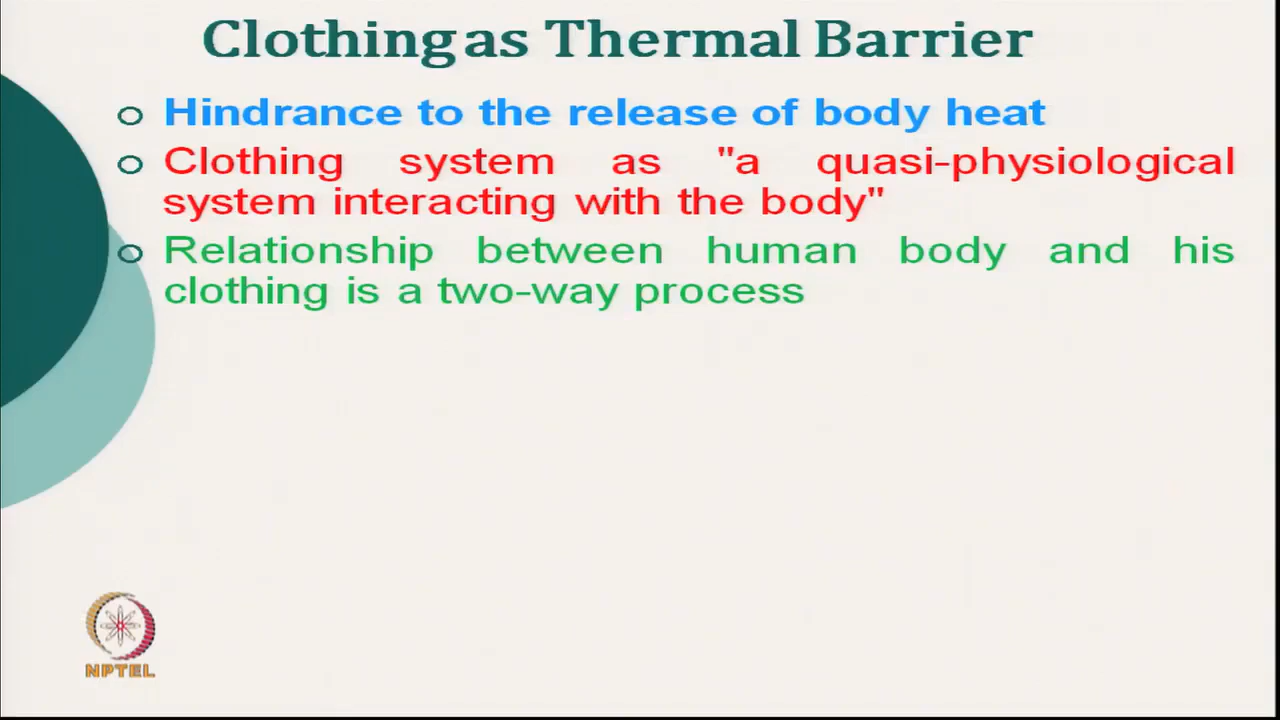 Clothing as Thermal Barrier
Hindrance to the release of body heat
Clothing system as "a quasi-physiological
system interacting with the body"
Relationship between human body and his
clothing is a two-way process
NPTEL